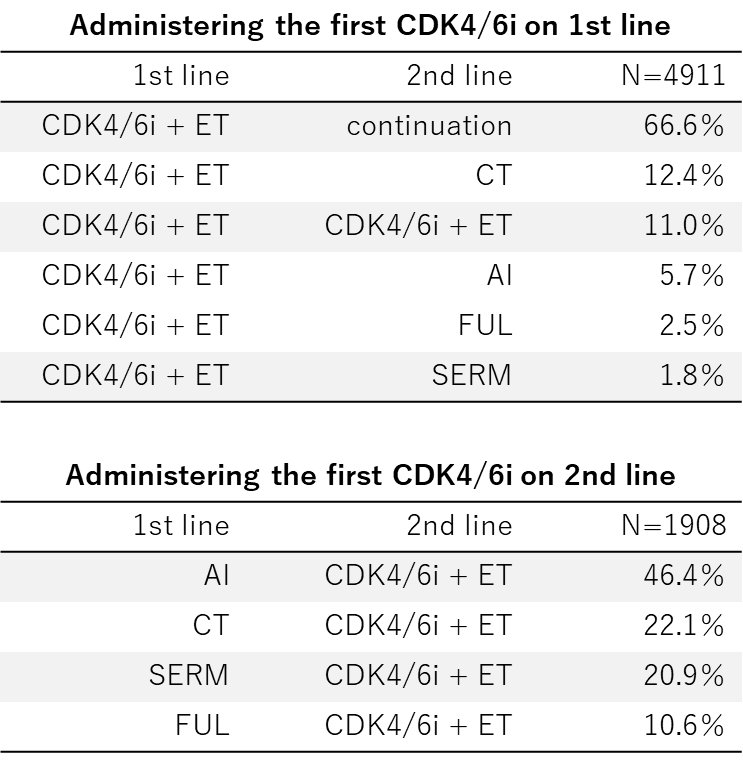 Administering the first CDK4/6i on 1st line
1st line 2nd line N=4911
CDK4/6i + ET continuation 66.6%
CDK4/6i + ET CT 12.4%
CDK4/6i + ET CDK4/6i + ET 11.0%
CDK4/6i + ET AI 5.7%
CDK4/6i + ET FUL 2.5%
CDK4/6i + ET SERM 1.8%
Administering the first CDK4/6i on 2nd line
1st line 2nd line N=1908
AI CDK4/6i + ET 46.4%
CT CDK4/6i + ET 22.1%
SERM CDK4/6i + ET 20.9%
FUL CDK4/6i + ET 10.6%